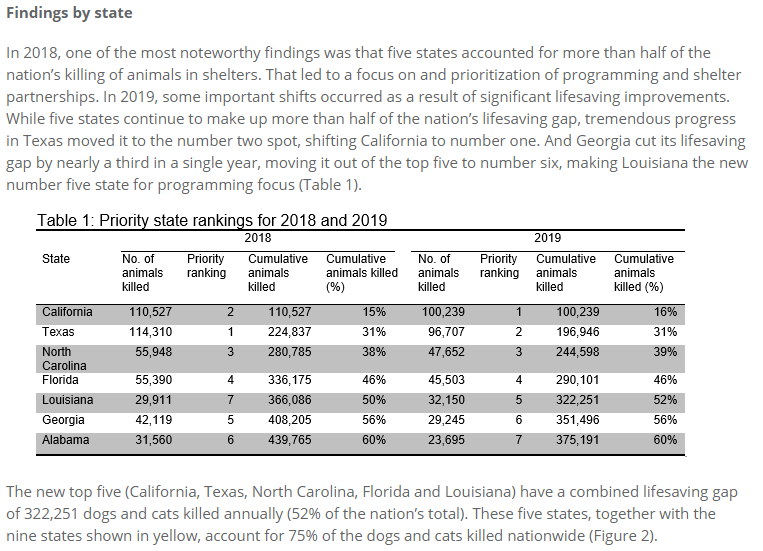 Findings by state
In 2018, one of the most noteworthy findings was that five states accounted for more than half of the
nation's killing of animals in shelters. That led to a focus on and prioritization of programming and shelter
partnerships. In 2019, some important shifts occurred as a result of significant lifesaving improvements.
While five states continue to make up more than half of the nation's lifesaving gap, tremendous progress
in Texas moved it to the number two spot, shifting California to number one. And Georgia cut its lifesaving
gap by nearly a third in a single year, moving it out of the top five to number six, making Louisiana the new
number five state for programming focus (Table 1).
Table 1: Priority state rankings for 2018 and 2019
2018 2019
State No. of Priority Cumulative Cumulative No. of Priority Cumulative Cumulative
animals ranking animals animals killed animals ranking animals animals
killed killed (%) killed killed killed (%)
California 110,527 2 110,527 15% 100,239 1 100,239 16%
Texas 114,310 1 224,837 31% 96,707 2 196,946 31%
North 55,948 3 280,785 38% 47,652 3 244,598 39%
Carolina
Florida 55,390 4 336,175 46% 45,503 4 290,101 46%
Louisiana 29,911 7 366,086 50% 32,150 5 322,251 52%
Georgia 42,119 5 408,205 56% 29,245 6 351,496 56%
Alabama 31,560 6 439,765 60% 23,695 7 375,191 60%
The new top five (California, Texas, North Carolina, Florida and Louisiana) have a combined lifesaving gap
of 322,251 dogs and cats killed annually (52% of the nation's total). These five states, together with the
nine states shown in yellow, account for 75% of the dogs and cats killed nationwide (Figure 2).